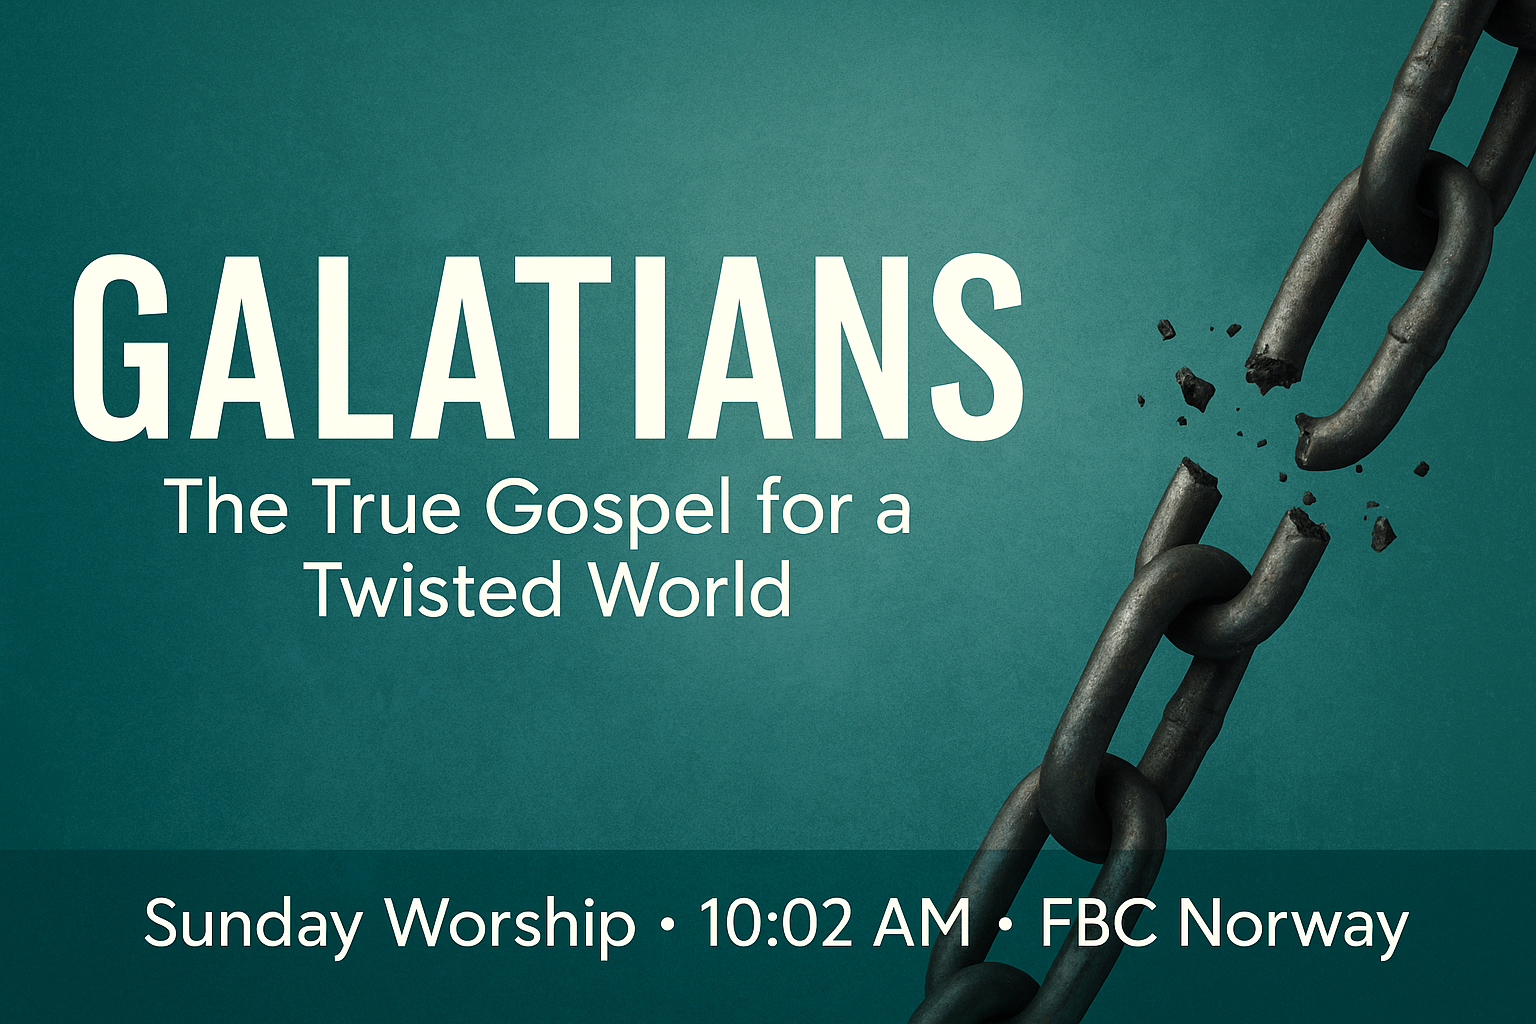 GALATIANS
The True Gospel for a
Twisted World
Sunday Worship • 10:02 AM • FBC Norway